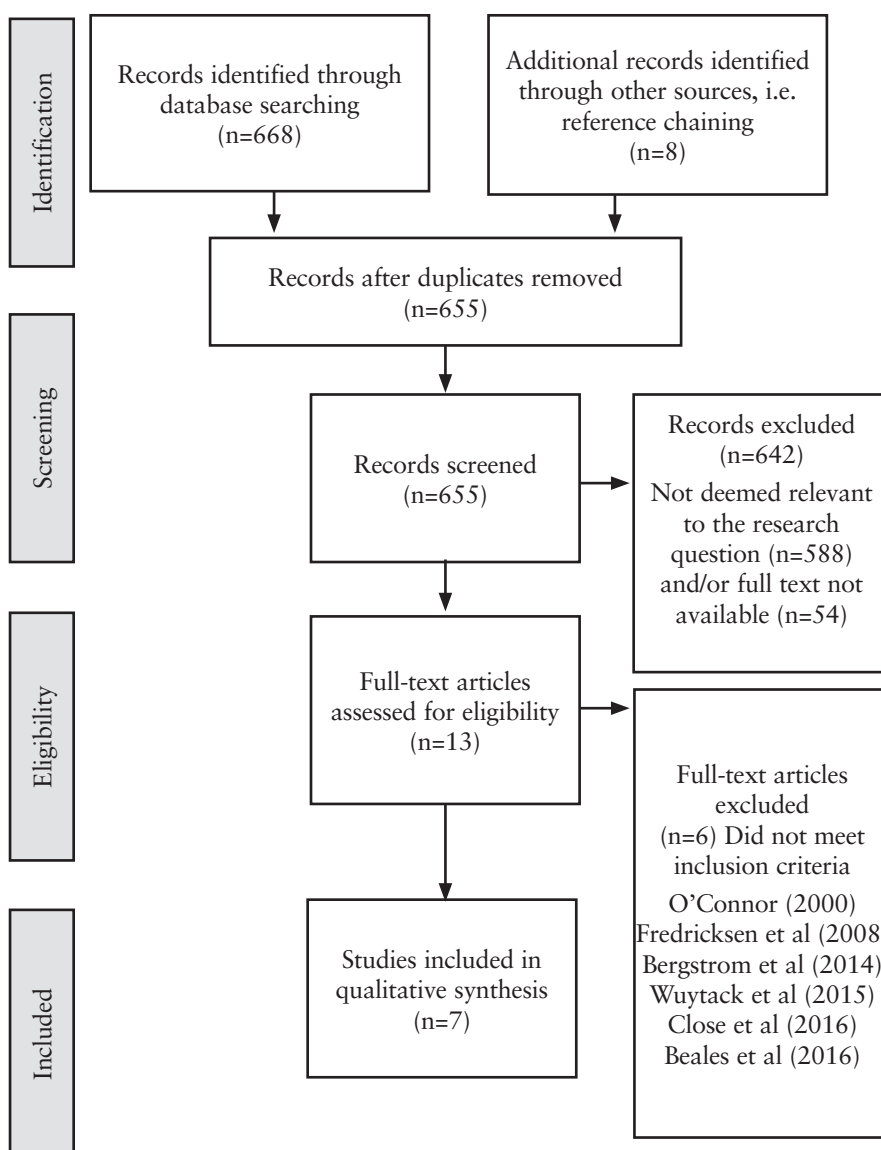 Identification
Records identified through
database searching
(n=668)
Additional records identified
through other sources, i.e.
reference chaining
(n=8)
Records after duplicates removed
(n=655)
Screening
Records screened
(n=655)
Records excluded
(n=642)
Not deemed relevant
to the research
question (n=588)
and/or full text not
available (n=54)
Eligibility
Full-text articles
assessed for eligibility
(n=13)
Full-text articles
excluded
(n=6) Did not meet
inclusion criteria
O’Connor (2000)
Fredricksen et al (2008
Bergstrom et al (2014)
Wuytack et al (2015)
Close et al (2016)
Beales et al (2016)
Included
Studies included in
qualitative synthesis
(n=7)